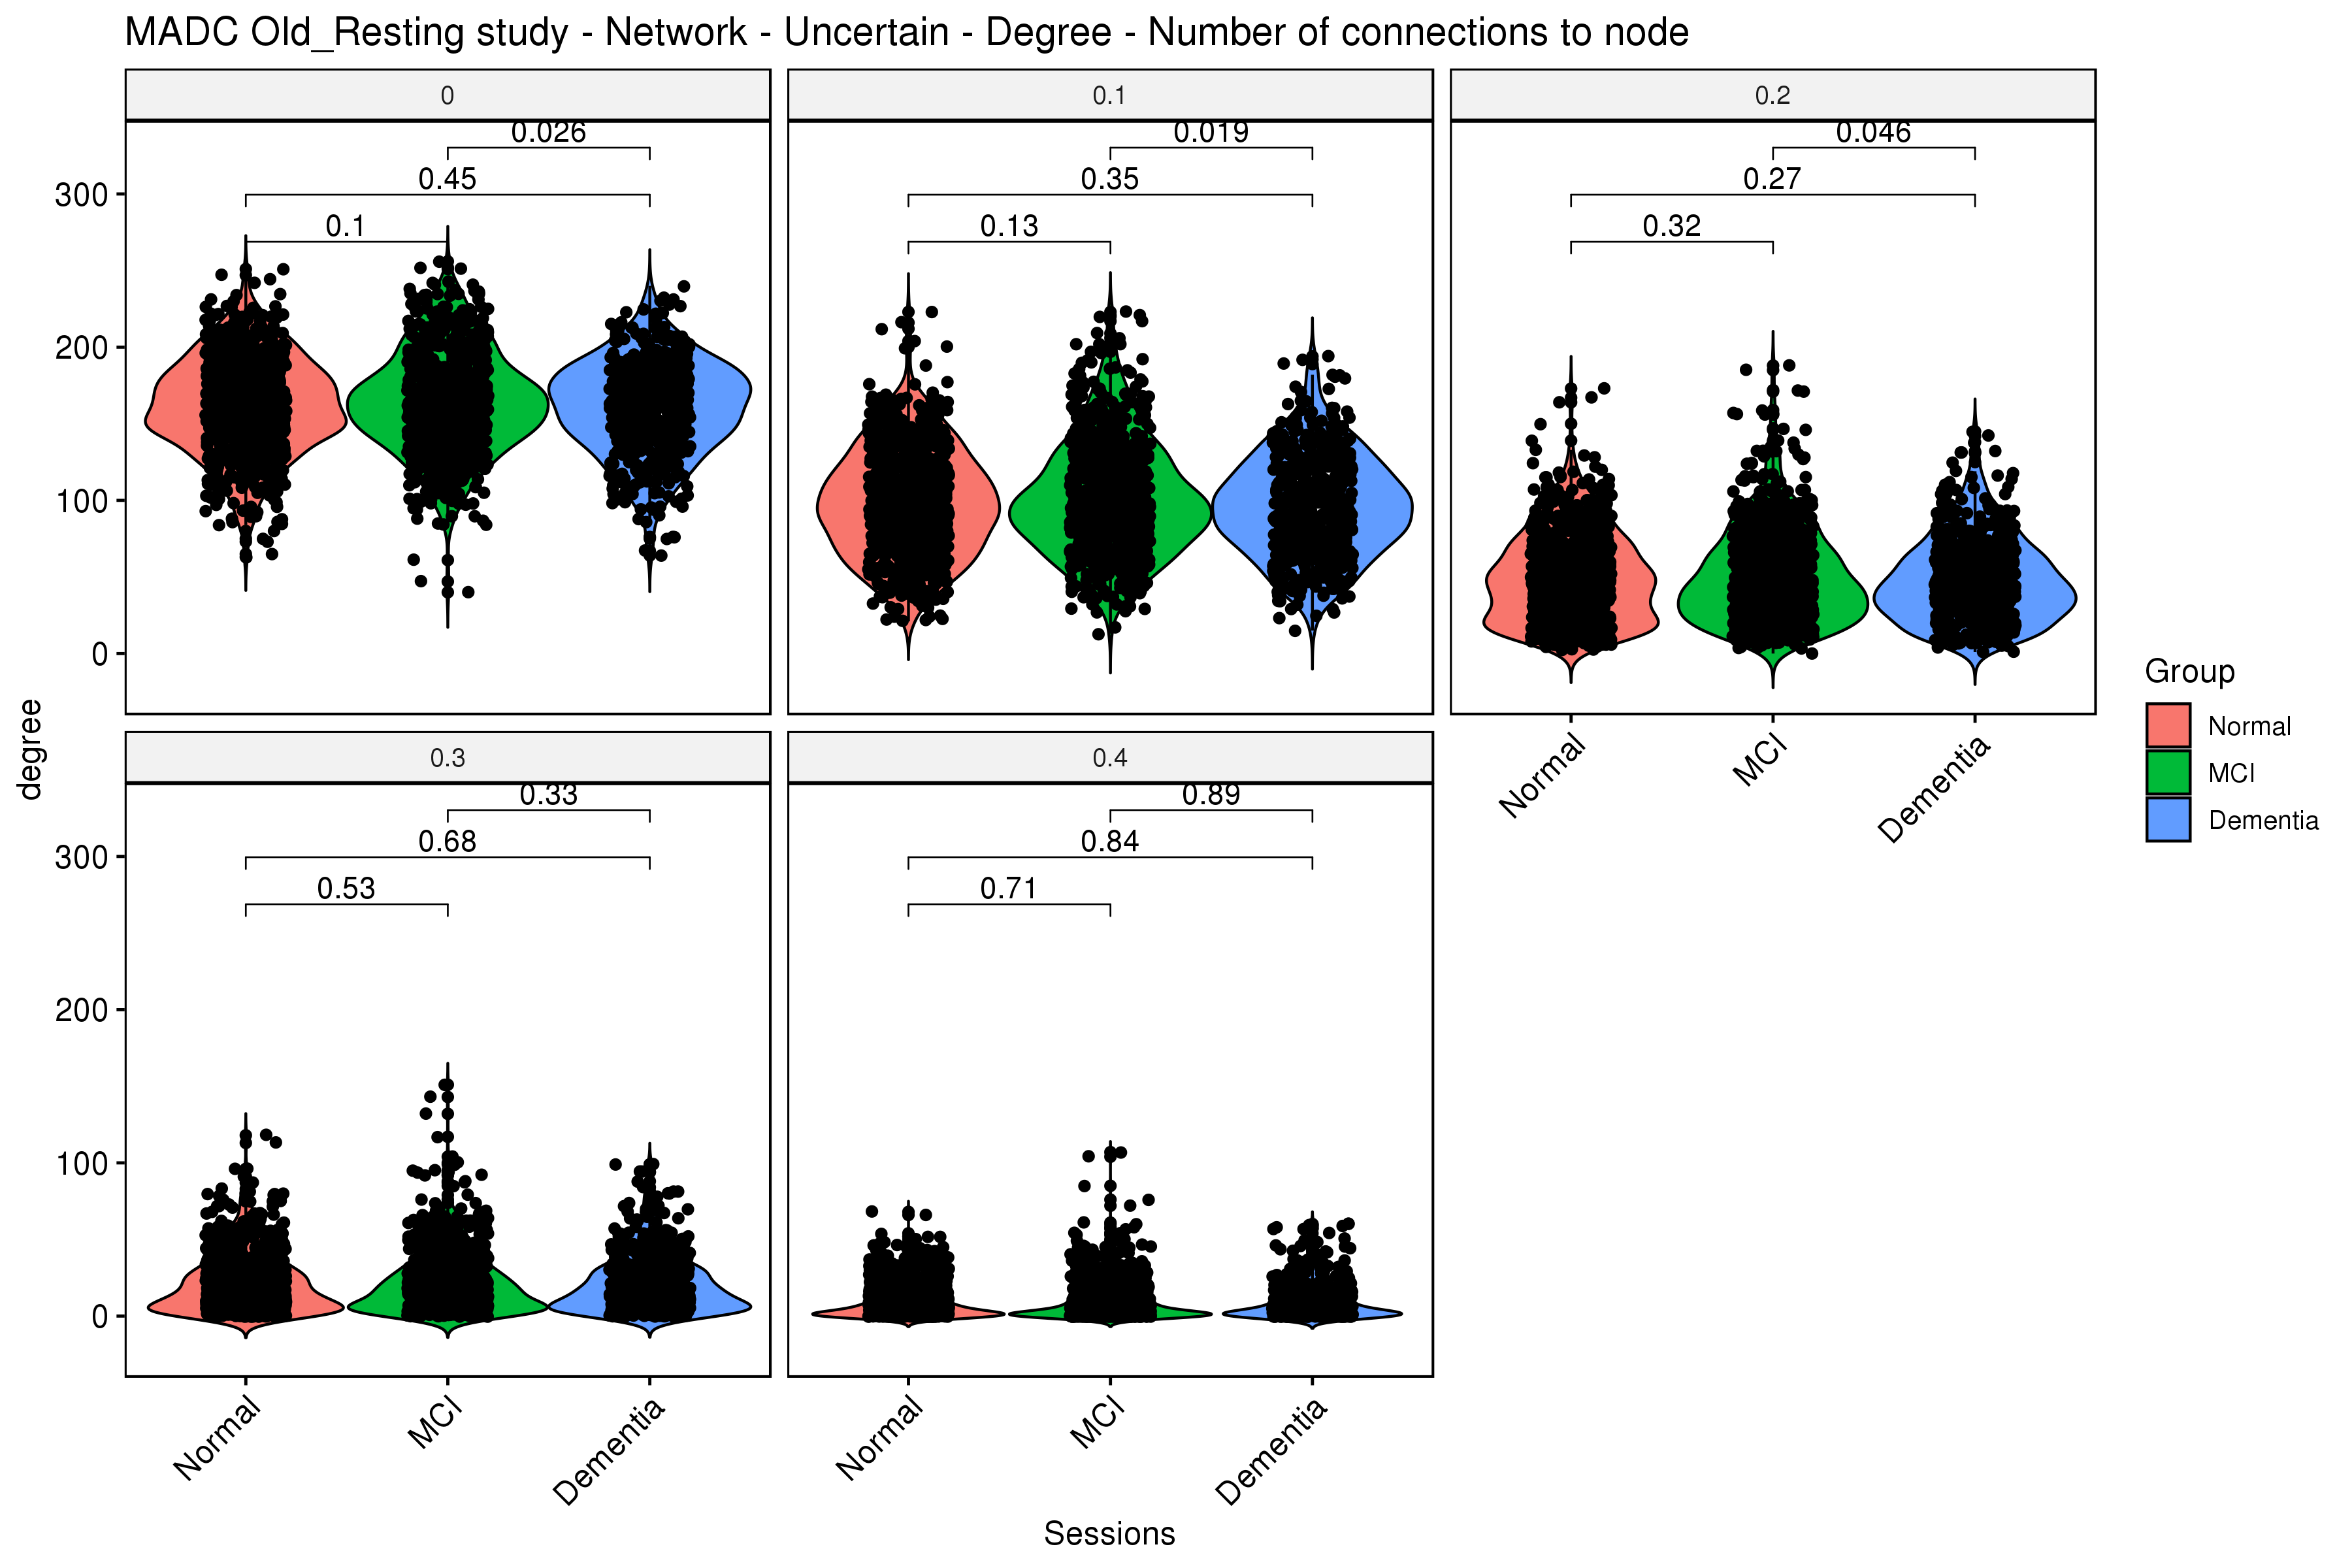 MADC Old_Resting study - Network - Uncertain - Degree - Number of connections to node
0
0.1
0.2
0.026
0.45
0.1
0.019
0.35
0.13
0.046
0.27
0.32
300
200
100
0
Normal
MCI
Dementia
degree
0.3
0.4
0.33
0.68
0.53
0.89
0.84
0.71
300
200
100
0
Normal
MCI
Dementia
Normal
MCI
Dementia
Sessions
Group
Normal
MCI
Dementia